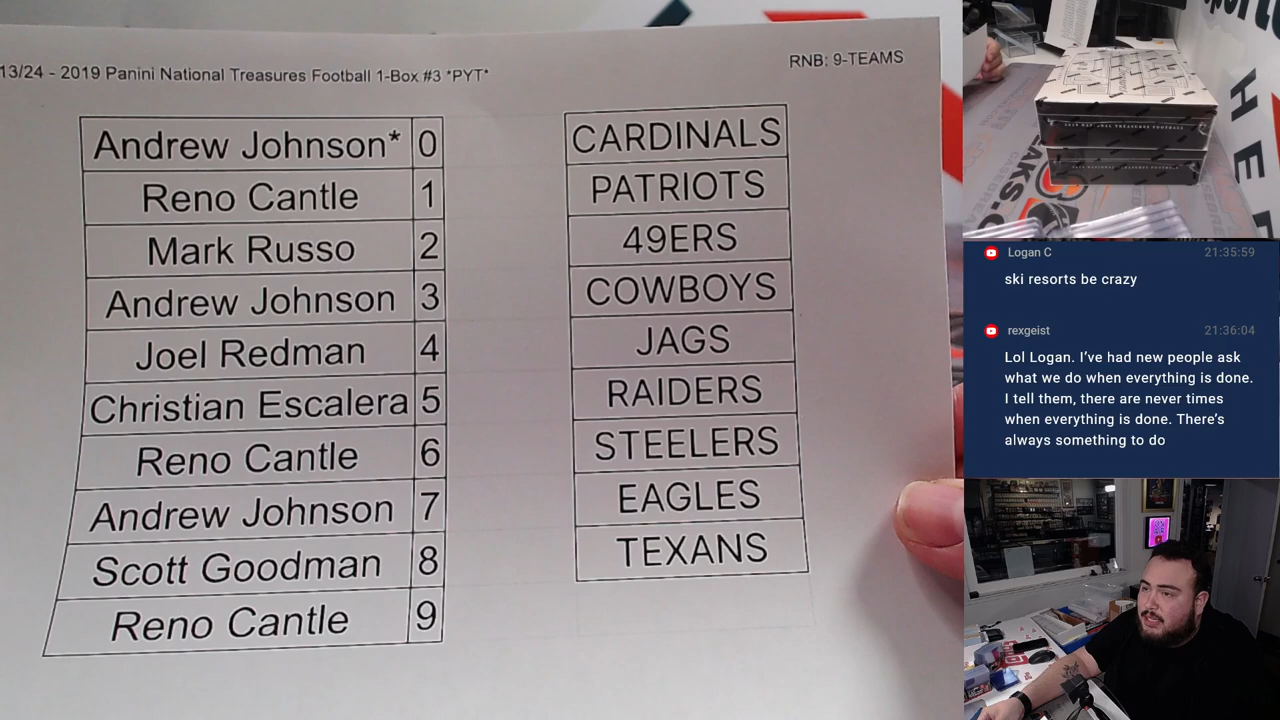 13/24 - 2019 Panini National Treasures Football 1-Box #3 *PYT*
RNB: 9-TEAMS
Andrew Johnson* 0
Reno Cantle 1
Mark Russo 2
Andrew Johnson 3
Joel Redman 4
Christian Escalera 5
Reno Cantle 6
Andrew Johnson 7
Scott Goodman 8
Reno Cantle 9
CARDINALS
PATRIOTS
49ERS
COWBOYS
JAGS
RAIDERS
STEELERS
EAGLES
TEXANS
Logan C 21:35:59
ski resorts be crazy
rexgeist 21:36:04
Lol Logan. I've had new people ask
what we do when everything is done.
I tell them, there are never times
when everything is done. There's
always something to do